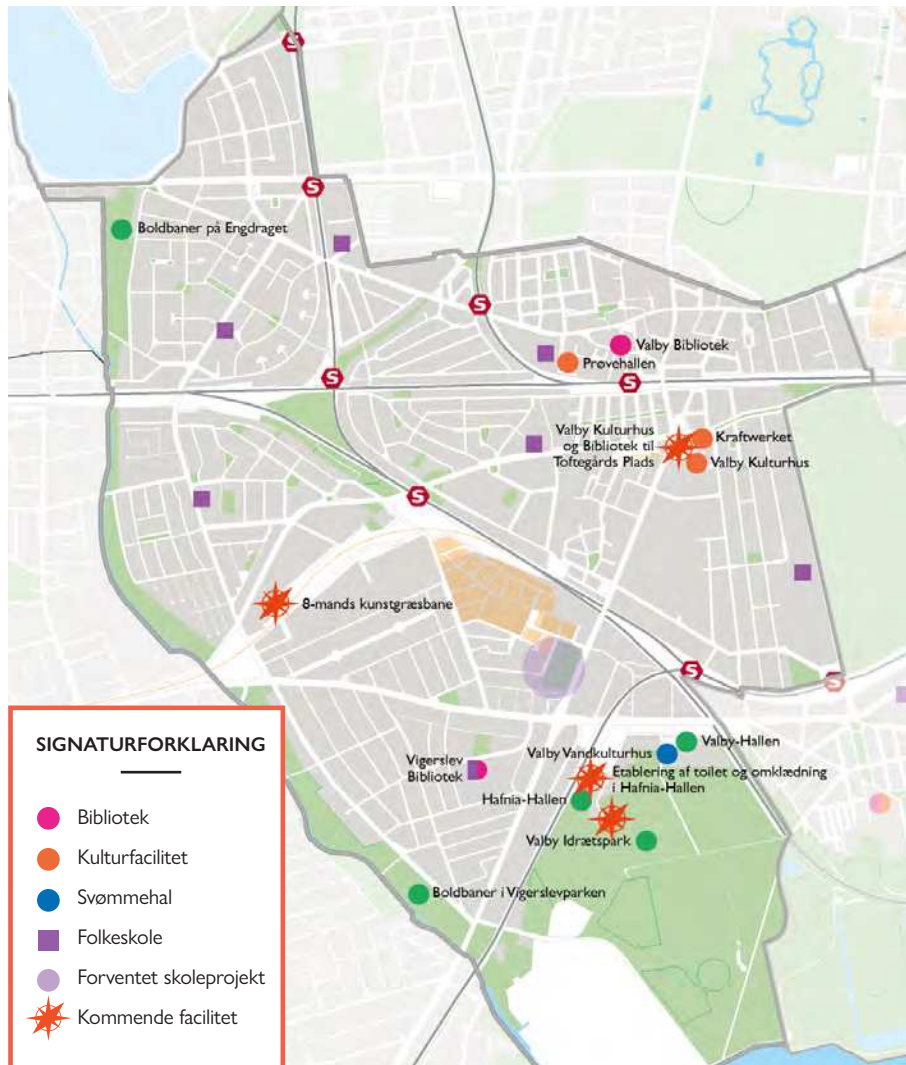 S
S
Boldbaner på Engdraget
S
Valby Bibliotek
Prøvehallen
S
S
Valby Kulturhus
og Bibliotek til
Toftegårds Plads
Kraftwerket
Valby Kulturhus
S
8-mands kunstgræsbane
S
S
Valby-Hallen
Valby Vandkulturhus
Vigerslev
Bibliotek
Etablering af toilet og omklædning
i Hafnia-Hallen
Hafnia-Hallen
Valby Idrætspark
Boldbaner i Vigerslevparken
SIGNATURFORKLARING
Bibliotek
Kulturfacilitet
Svømmehal
Folkeskole
Forventet skoleprojekt
Kommende facilitet